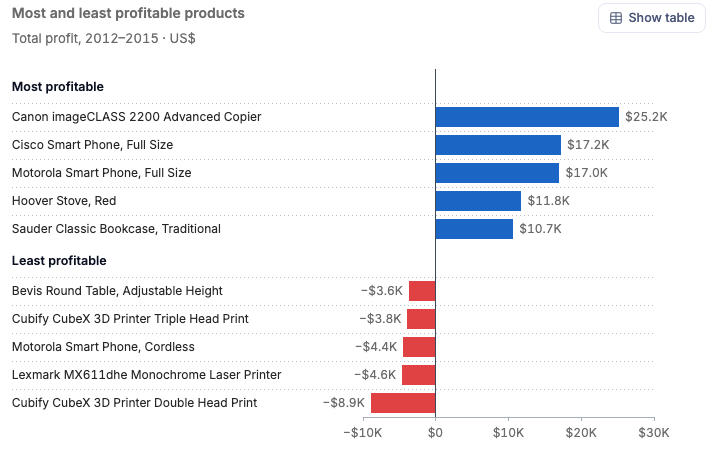 Most and least profitable products
Show table
Total profit, 2012–2015 · US$
Most profitable
Canon imageCLASS 2200 Advanced Copier $25.2K
Cisco Smart Phone, Full Size $17.2K
Motorola Smart Phone, Full Size $17.0K
Hoover Stove, Red $11.8K
Sauder Classic Bookcase, Traditional $10.7K
Least profitable
Bevis Round Table, Adjustable Height −$3.6K
Cubify CubeX 3D Printer Triple Head Print −$3.8K
Motorola Smart Phone, Cordless −$4.4K
Lexmark MX611dhe Monochrome Laser Printer −$4.6K
Cubify CubeX 3D Printer Double Head Print −$8.9K
−$10K $0 $10K $20K $30K